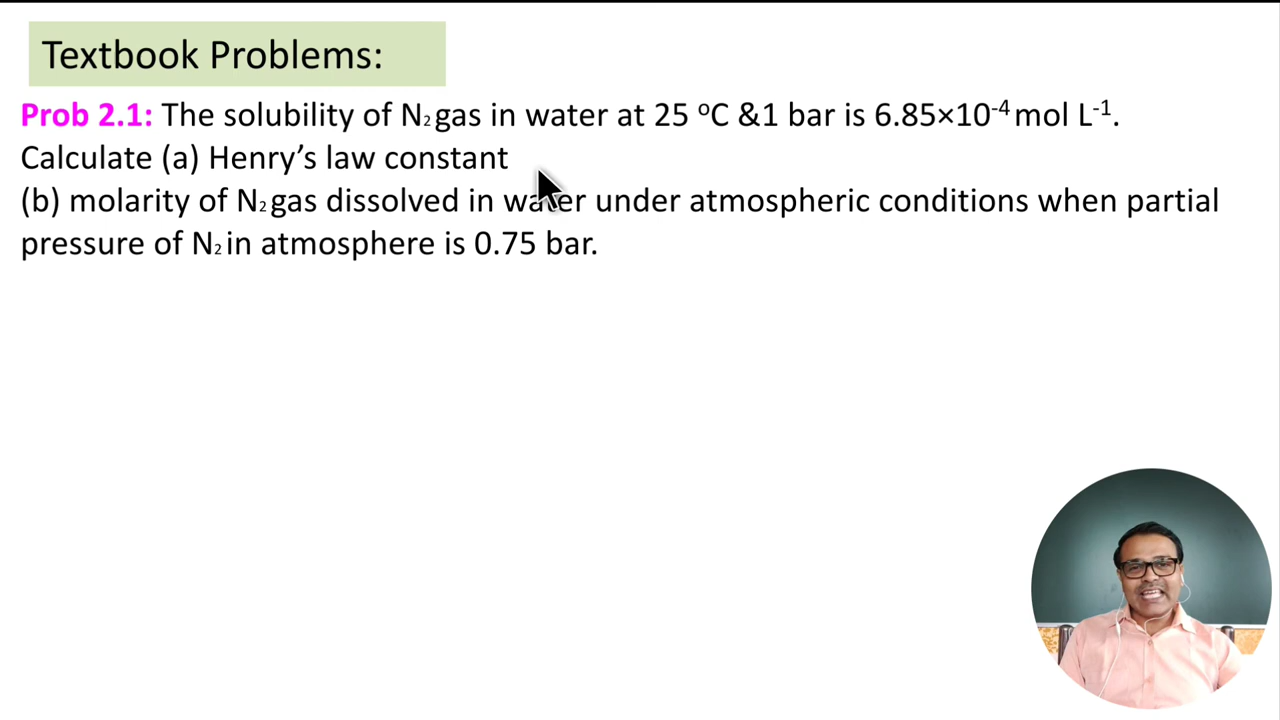 Textbook Problems:
Prob 2.1: The solubility of N₂ gas in water at 25 ᵒC &1 bar is 6.85×10⁻⁴ mol L⁻¹.
Calculate (a) Henry’s law constant
(b) molarity of N₂ gas dissolved in water under atmospheric conditions when partial
pressure of N₂ in atmosphere is 0.75 bar.